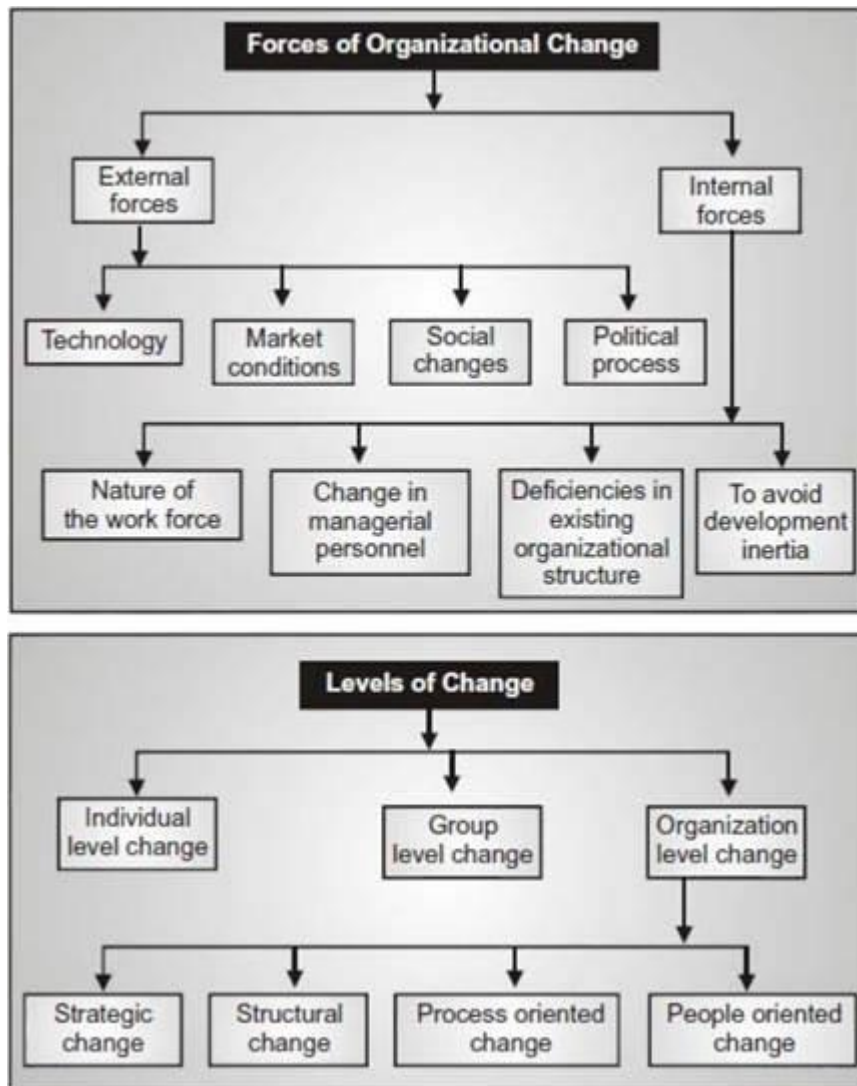 Forces of Organizational Change
External
forces
Internal
forces
Technology
Market
conditions
Social
changes
Political
process
Nature of
the work force
Change in
managerial
personnel
Deficiencies in
existing
organizational
structure
To avoid
development
inertia
Levels of Change
Individual
level change
Group
level change
Organization
level change
Strategic
change
Structural
change
Process oriented
change
People oriented
change